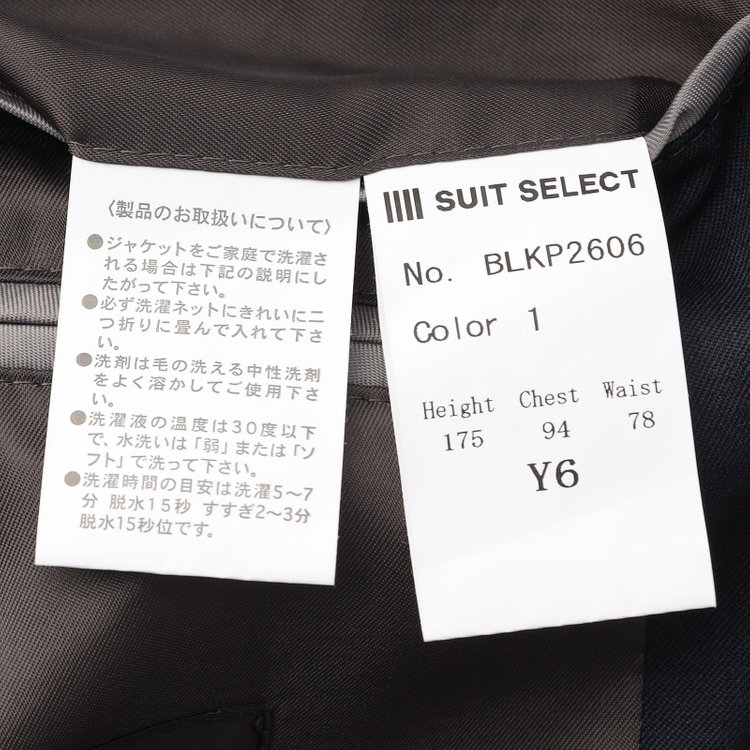 〈製品のお取扱いについて〉
●ジャケットをご家庭で洗濯さ
れる場合は下記の説明にし
たがって下さい。
●必ず洗濯ネットにきれいに二
つ折りに畳んで入れて下さ
い。
●洗剤は毛の洗える中性洗剤
をよく溶かしてご使用下さ
い。
●洗濯液の温度は30度以下
で、水洗いは「弱」または「ソ
フト」で洗って下さい。
●洗濯時間の目安は洗濯5〜7
分 脱水15秒 すすぎ2〜3分
脱水15秒位です。
SUIT SELECT
No. BLKP2606
Color 1
Height Chest Waist
175 94 78
Y6